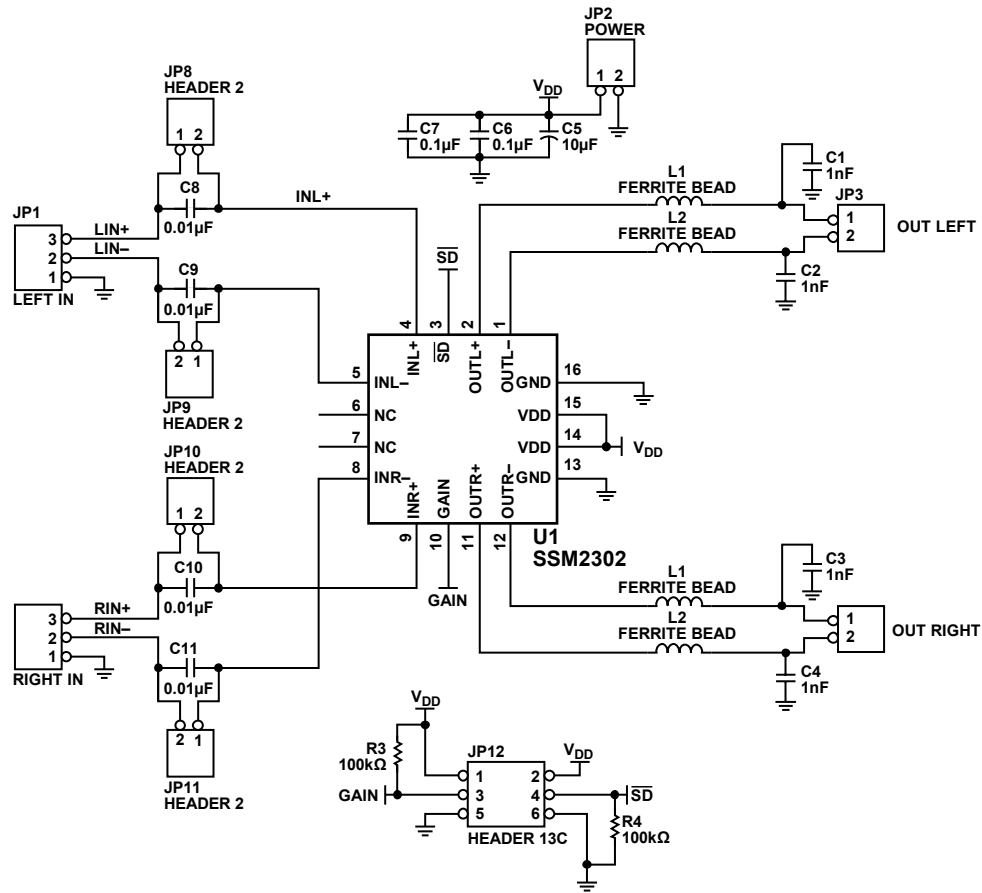 JP2
POWER
1 2
V_DD
C7
0.1µF
C6
0.1µF
C5
10µF
JP8
HEADER 2
1 2
C8
0.01µF
INL+
JP1
LIN+
LIN–
3
2
1
LEFT IN
C9
0.01µF
2 1
JP9
HEADER 2
L1
FERRITE BEAD
L2
FERRITE BEAD
C1
1nF
JP3
1
2
OUT LEFT
C2
1nF
SD
4
3
2
1
INL+
SD
OUTL+
OUTL–
5
INL–
6
NC
7
NC
8
INR–
16
GND
15
VDD
14
VDD
13
GND
V_DD
INR+
GAIN
OUTR+
OUTR–
9
10
11
12
U1
SSM2302
GAIN
JP10
HEADER 2
1 2
C10
0.01µF
RIN+
RIN–
3
2
1
RIGHT IN
C11
0.01µF
2 1
JP11
HEADER 2
L1
FERRITE BEAD
L2
FERRITE BEAD
C3
1nF
1
2
OUT RIGHT
C4
1nF
V_DD
R3
100kΩ
GAIN
JP12
1 2
3 4
5 6
HEADER 13C
V_DD
SD
R4
100kΩ